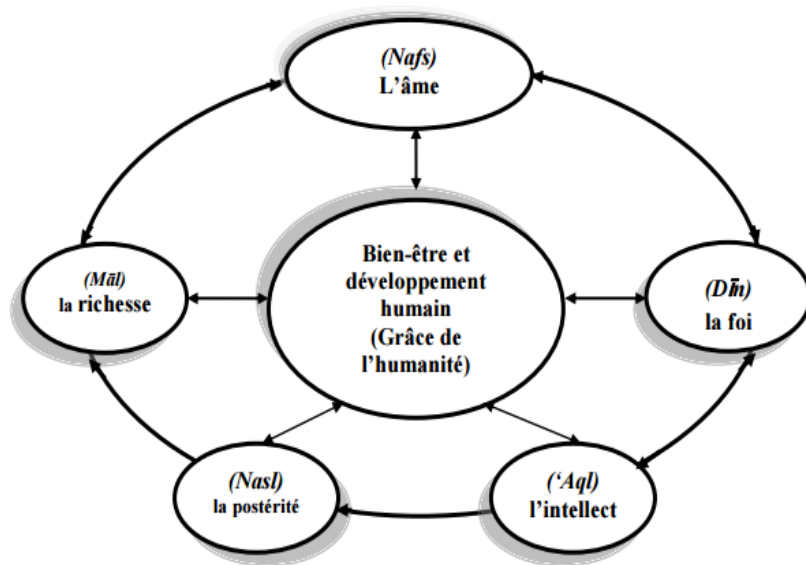 (Nafs)
L'âme
(Māl)
la richesse
Bien-être et
développement
humain
(Grâce de
l'humanité)
(Dīn)
la foi
(Nasl)
la postérité
(‘Aql)
l'intellect